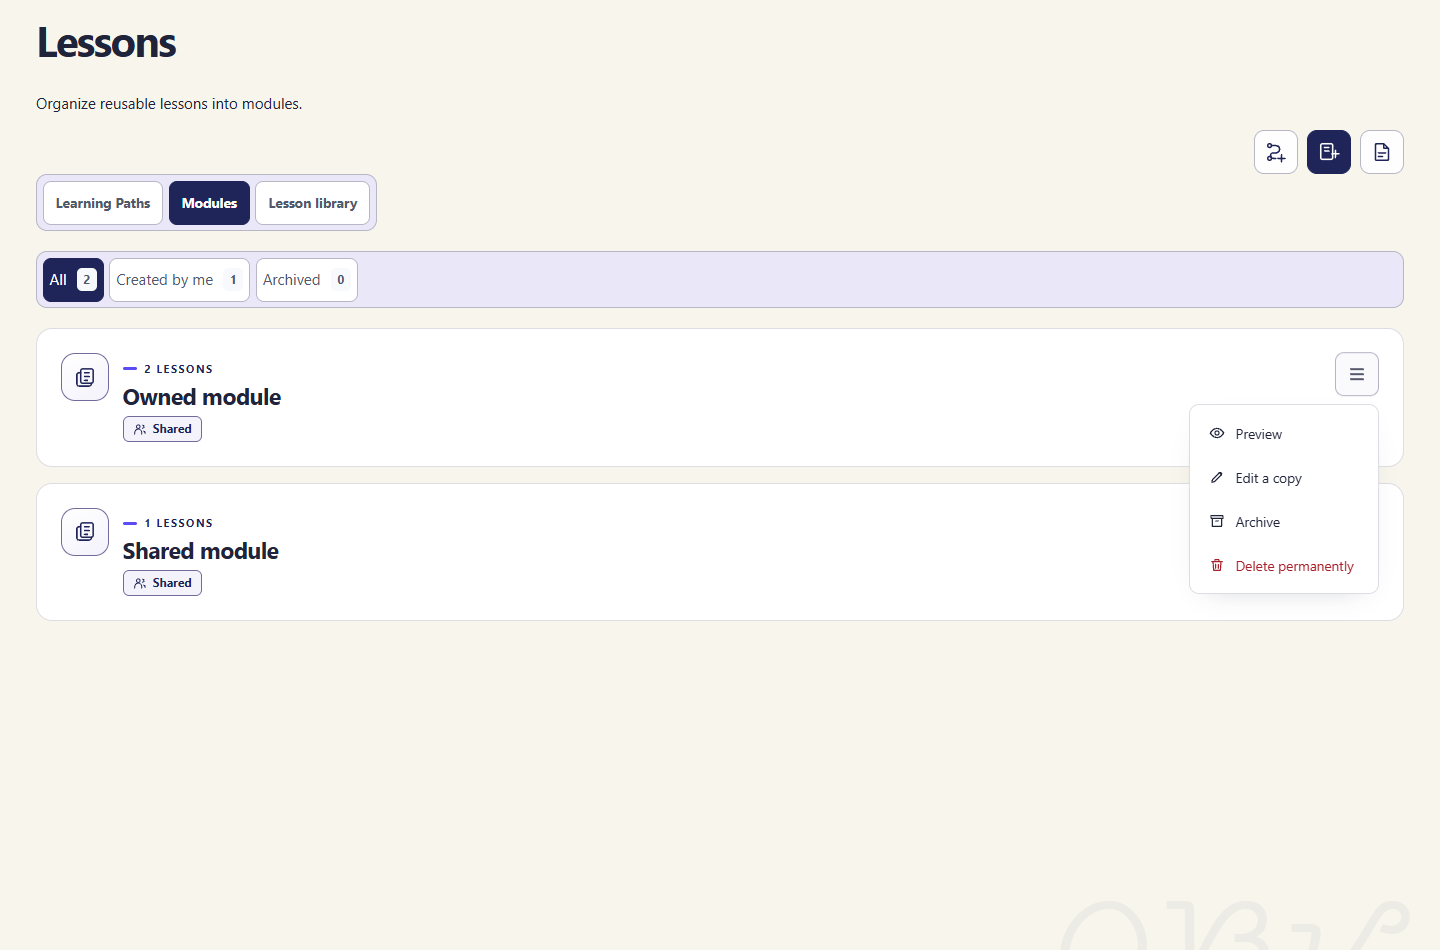 Lessons
Organize reusable lessons into modules.
Learning Paths
Modules
Lesson library
All 2
Created by me 1
Archived 0
2 LESSONS
Owned module
Shared
Preview
Edit a copy
Archive
Delete permanently
1 LESSONS
Shared module
Shared